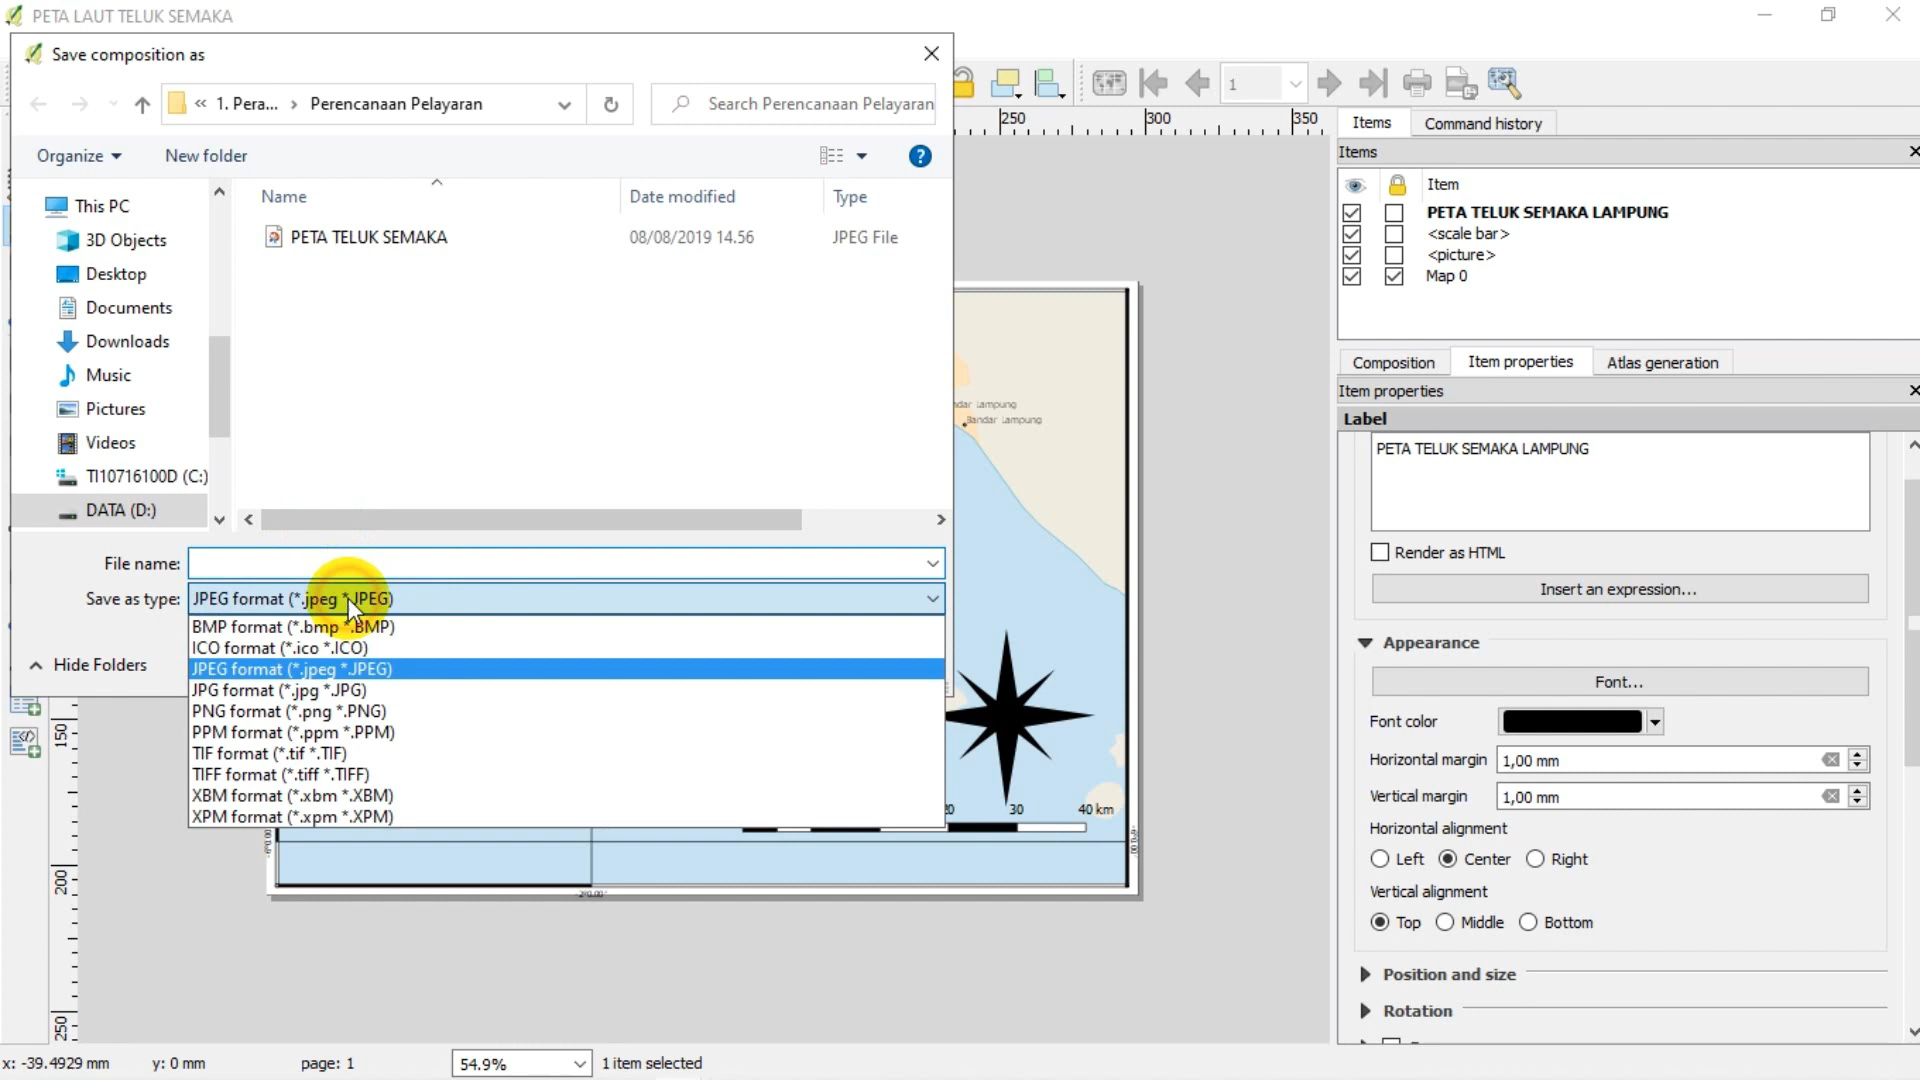 PETA LAUT TELUK SEMAKA
Save composition as
« 1. Pera... › Perencanaan Pelayaran
Search Perencanaan Pelayaran
1
Organize
New folder
250
300
350
Name
Date modified
Type
This PC
3D Objects
Desktop
Documents
Downloads
Music
Pictures
Videos
TI10716100D (C:)
DATA (D:)
PETA TELUK SEMAKA
08/08/2019 14.56
JPEG File
File name:
Save as type:
JPEG format (*.jpeg *.JPEG)
BMP format (*.bmp *.BMP)
ICO format (*.ico *.ICO)
JPEG format (*.jpeg *.JPEG)
JPG format (*.jpg *.JPG)
PNG format (*.png *.PNG)
PPM format (*.ppm *.PPM)
TIF format (*.tif *.TIF)
TIFF format (*.tiff *.TIFF)
XBM format (*.xbm *.XBM)
XPM format (*.xpm *.XPM)
Hide Folders
ndar Lampung
Bandar Lampung
30
40 km
150
200
250
Items
Command history
Items
Item
PETA TELUK SEMAKA LAMPUNG
<scale bar>
<picture>
Map 0
Composition
Item properties
Atlas generation
Item properties
Label
PETA TELUK SEMAKA LAMPUNG
Render as HTML
Insert an expression...
Appearance
Font...
Font color
Horizontal margin
1,00 mm
Vertical margin
1,00 mm
Horizontal alignment
Left
Center
Right
Vertical alignment
Top
Middle
Bottom
Position and size
Rotation
x: -39.4929 mm
y: 0 mm
page: 1
54.9%
1 item selected